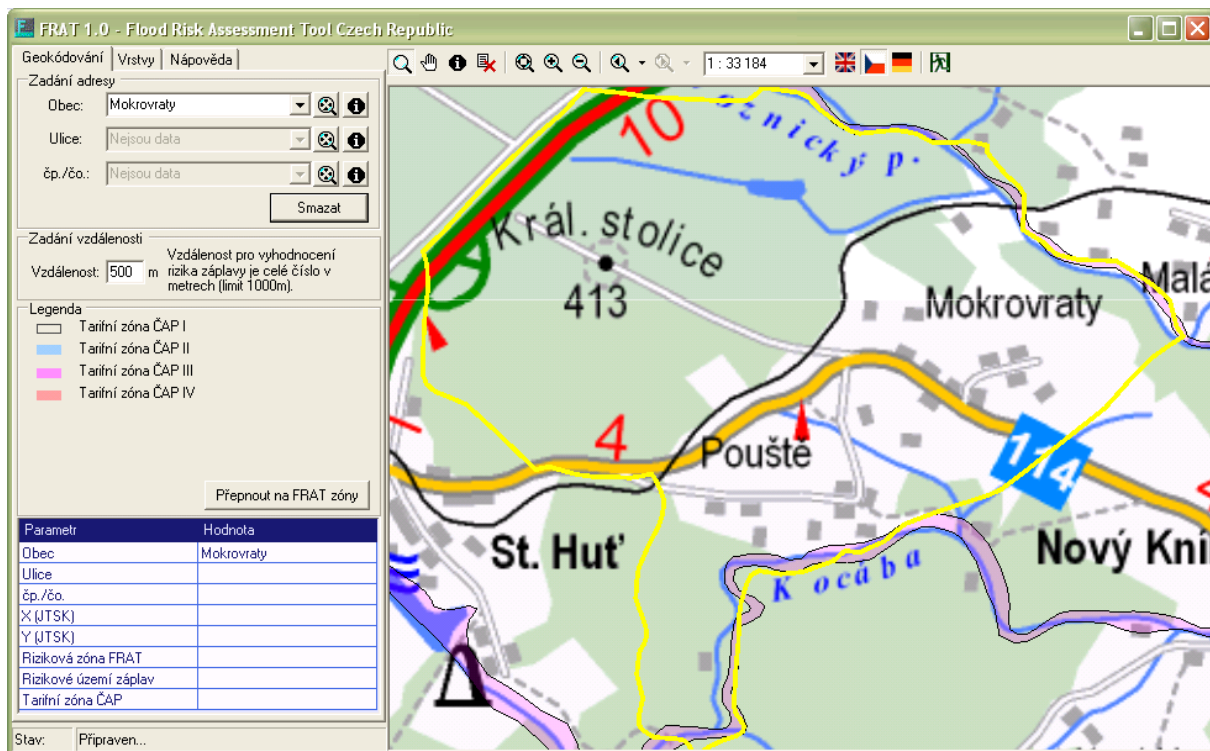 FRAT 1.0 - Flood Risk Assessment Tool Czech Republic
Geokódování Vrstvy Nápověda
1 : 33 184
Zadání adresy
Obec: Mokrovraty
Ulice: Nejsou data
čp./čo.: Nejsou data
Smazat
Zadání vzdálenosti
Vzdálenost: 500 m
Vzdálenost pro vyhodnocení
rizika záplavy je celé číslo v
metrech (limit 1000m).
Legenda
Tarifní zóna ČAP I
Tarifní zóna ČAP II
Tarifní zóna ČAP III
Tarifní zóna ČAP IV
Přepnout na FRAT zóny
Parametr Hodnota
Obec Mokrovraty
Ulice
čp./čo.
X (JTSK)
Y (JTSK)
Riziková zóna FRAT
Rizikové území záplav
Tarifní zóna ČAP
Stav: Připraven...
10
oznický p.
Král. stolice
413
Mokrovraty
Malá
4
Pouště
114
St. Huť
Kocába
Nový Kní